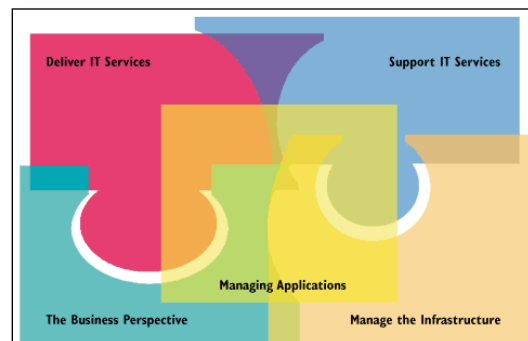 Deliver IT Services
Support IT Services
Managing Applications
The Business Perspective
Manage the Infrastructure